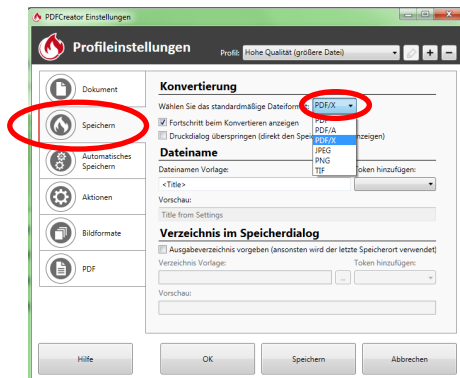 PDFCreator Einstellungen
Profileinstellungen
Profil: Hohe Qualität (größere Datei)
Dokument
Speichern
Automatisches
Speichern
Aktionen
Bildformate
PDF
Konvertierung
Wählen Sie das standardmäßige Dateiformat: PDF/X
PDF
PDF/A
PDF/X
JPEG
PNG
TIF
Fortschritt beim Konvertieren anzeigen
Druckdialog überspringen (direkt den Spei anzeigen)
Dateiname
Dateinamen Vorlage:
Token hinzufügen:
<Title>
Vorschau:
Title from Settings
Verzeichnis im Speicherdialog
Ausgabeverzeichnis vorgeben (ansonsten wird der letzte Speicherort verwendet)
Verzeichnis Vorlage:
Token hinzufügen:
...
Vorschau:
Hilfe
OK
Speichern
Abbrechen